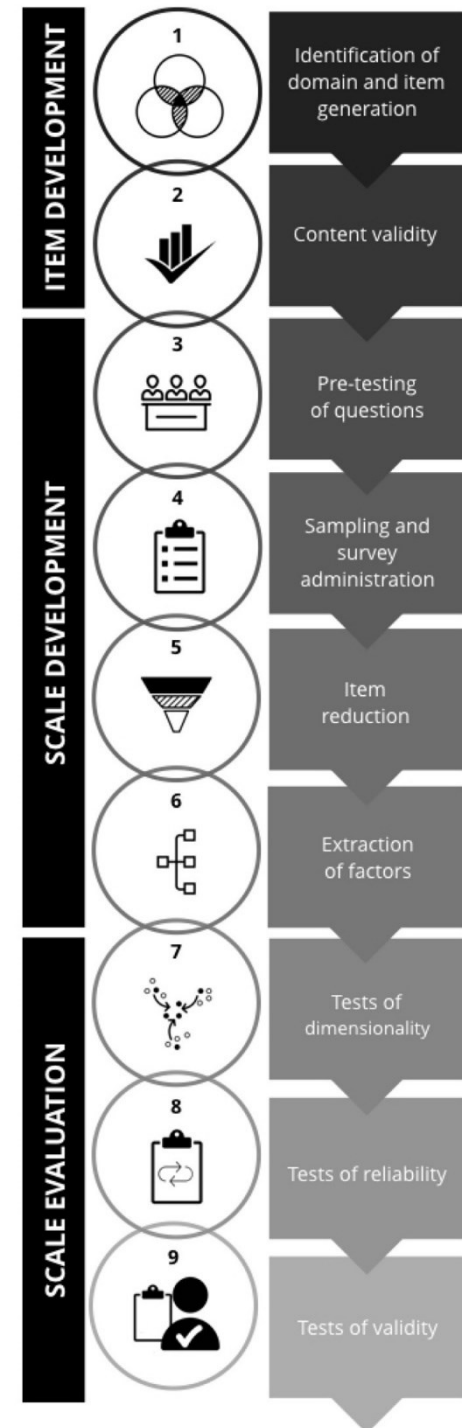 ITEM DEVELOPMENT
1
Identification of
domain and item
generation
2
Content validity
SCALE DEVELOPMENT
3
Pre-testing
of questions
4
Sampling and
survey
administration
5
Item
reduction
6
Extraction
of factors
SCALE EVALUATION
7
Tests of
dimensionality
8
Tests of reliability
9
Tests of validity